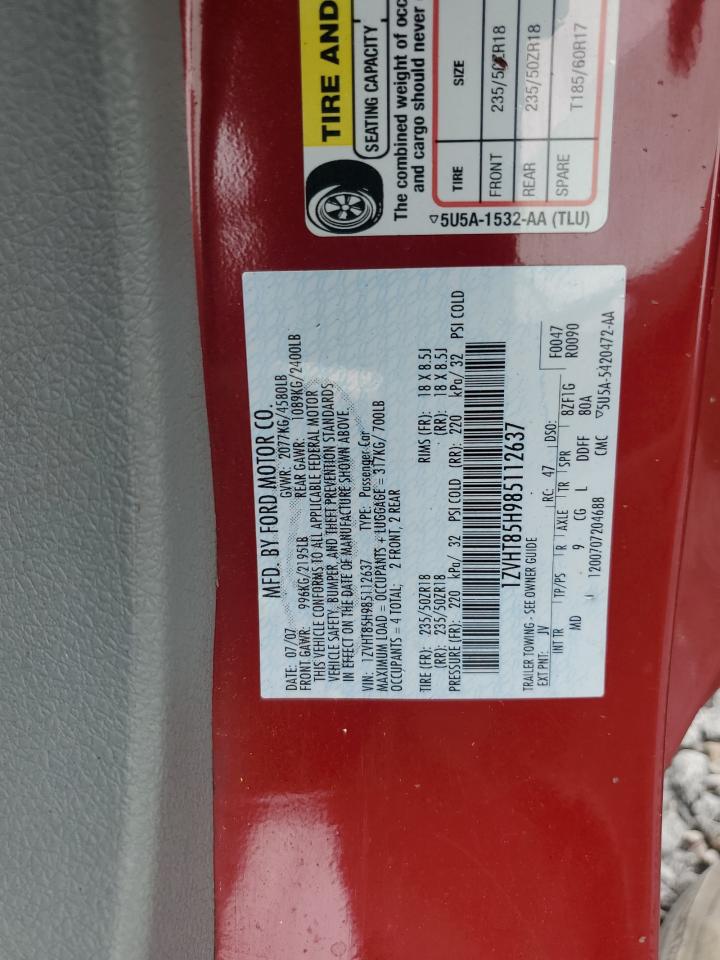 MFD. BY FORD MOTOR CO.
DATE: 07/07 GVWR: 2077KG/4580LB
FRONT GAWR: 996KG/2195LB REAR GAWR: 1089KG/2400LB
THIS VEHICLE CONFORMS TO ALL APPLICABLE FEDERAL MOTOR
VEHICLE SAFETY, BUMPER, AND THEFT PREVENTION STANDARDS
IN EFFECT ON THE DATE OF MANUFACTURE SHOWN ABOVE.
VIN: 1ZVHT85H985112637 TYPE: Passenger Car
MAXIMUM LOAD = OCCUPANTS + LUGGAGE = 317KG/ 700LB
OCCUPANTS = 4 TOTAL; 2 FRONT, 2 REAR
TIRE (FR): 235/50ZR18 RIMS (FR): 18 X 8.5J
(RR): 235/50ZR18 (RR): 18 X 8.5J
PRESSURE (FR): 220 kPa/ 32 PSI COLD (RR): 220 kPa/ 32 PSI COLD
1ZVHT85H985112637
TRAILER TOWING - SEE OWNER GUIDE
EXT PNT: JV RC: 47 DSO: F0047
R0090
INT TR TP/PS R AXLE TR SPR BZF1G
MD 9 CG L DDFF 80A
1200707204688 CMC ▽5U5A-5420472-AA
TIRE AND
SEATING CAPACITY
The combined weight of occ
and cargo should never
TIRE SIZE
FRONT 235/50ZR18
REAR 235/50ZR18
SPARE T185/60R17
▽5U5A-1532-AA (TLU)